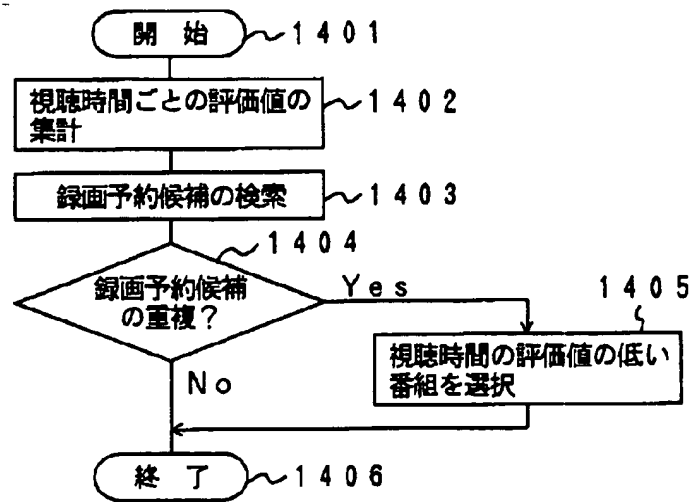 開 始
1401
視聴時間ごとの評価値の
集計
1402
録画予約候補の検索
1403
1404
録画予約候補
の重複?
Yes
1405
視聴時間の評価値の低い
番組を選択
No
終 了
1406